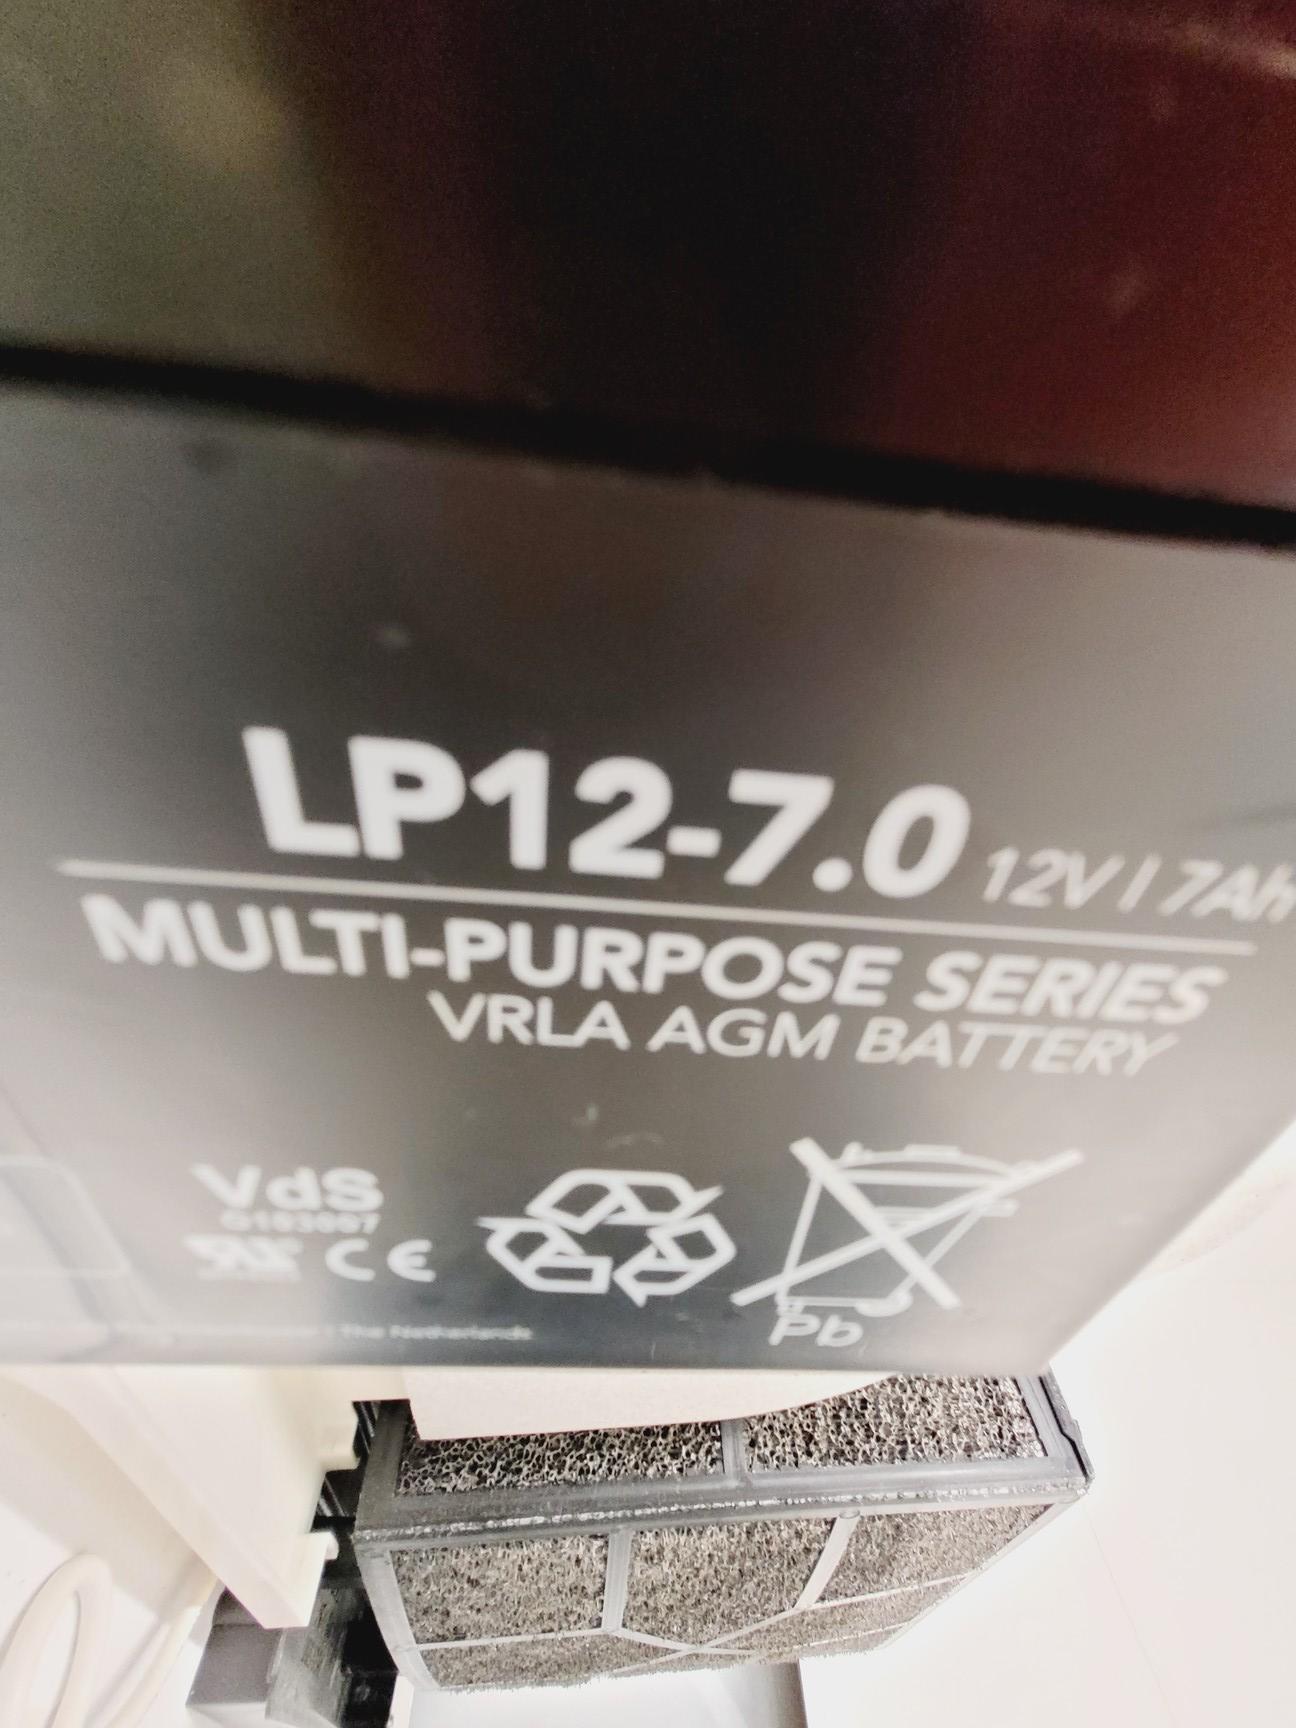 LP12-7.0 12V | 7Ah
MULTI-PURPOSE SERIES
VRLA AGM BATTERY
VdS
CE
Pb
| The Netherlands